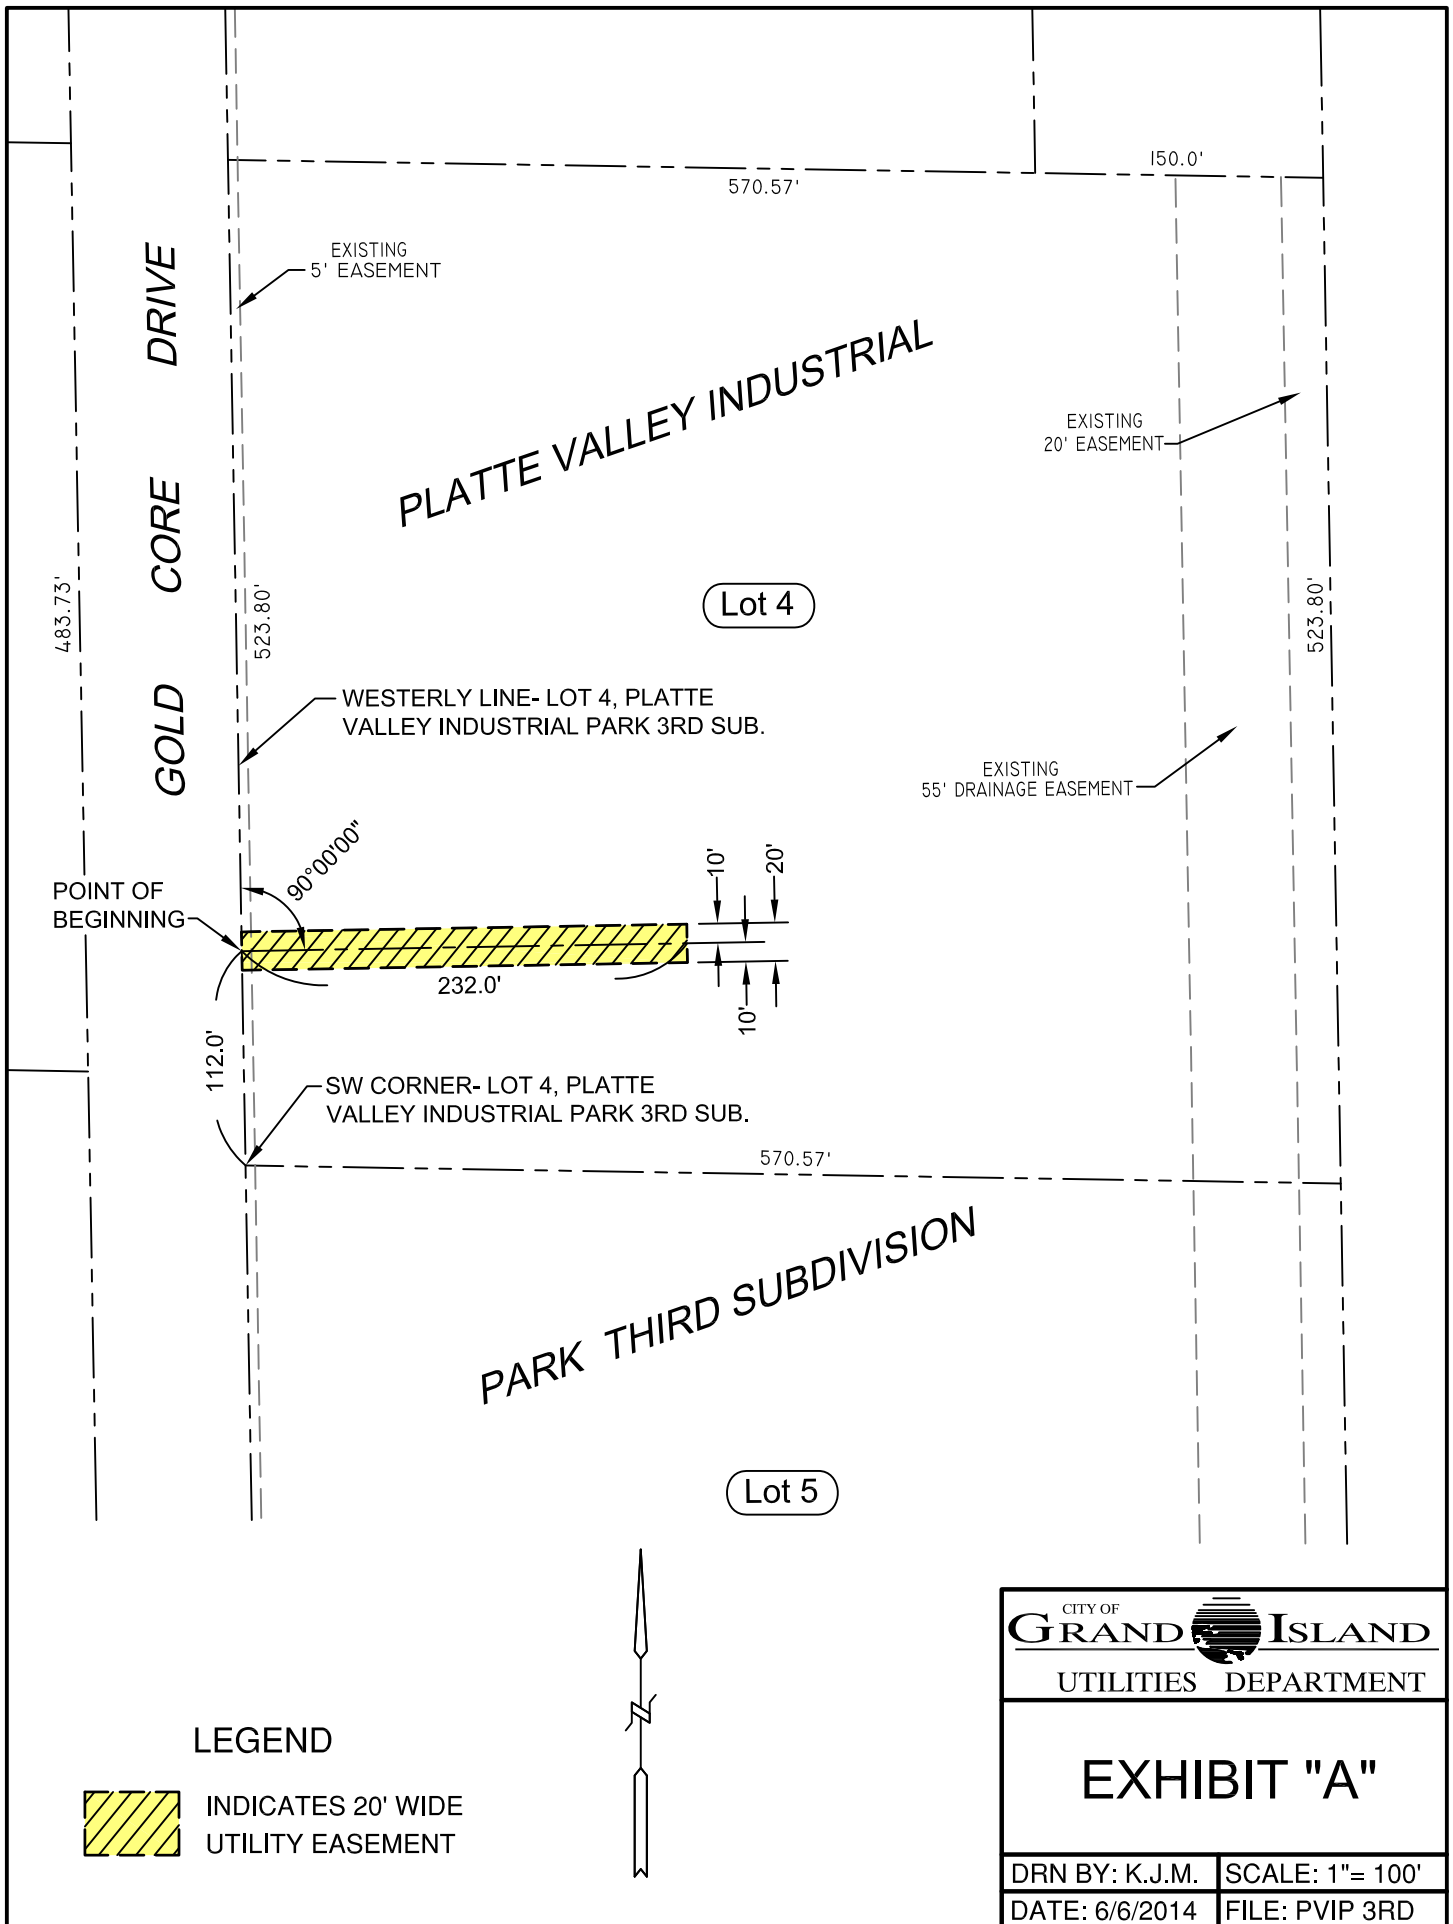 150.0'
570.57'
EXISTING
5' EASEMENT
GOLD CORE DRIVE
PLATTE VALLEY INDUSTRIAL
EXISTING
20' EASEMENT
483.73'
523.80'
Lot 4
523.80'
WESTERLY LINE- LOT 4, PLATTE
VALLEY INDUSTRIAL PARK 3RD SUB.
EXISTING
55' DRAINAGE EASEMENT
90°00'00"
10'
20'
POINT OF
BEGINNING
232.0'
10'
112.0'
SW CORNER- LOT 4, PLATTE
VALLEY INDUSTRIAL PARK 3RD SUB.
570.57'
PARK THIRD SUBDIVISION
Lot 5
N
CITY OF
GRAND ISLAND
UTILITIES DEPARTMENT
LEGEND
INDICATES 20' WIDE
UTILITY EASEMENT
EXHIBIT "A"
DRN BY: K.J.M.
SCALE: 1"= 100'
DATE: 6/6/2014
FILE: PVIP 3RD